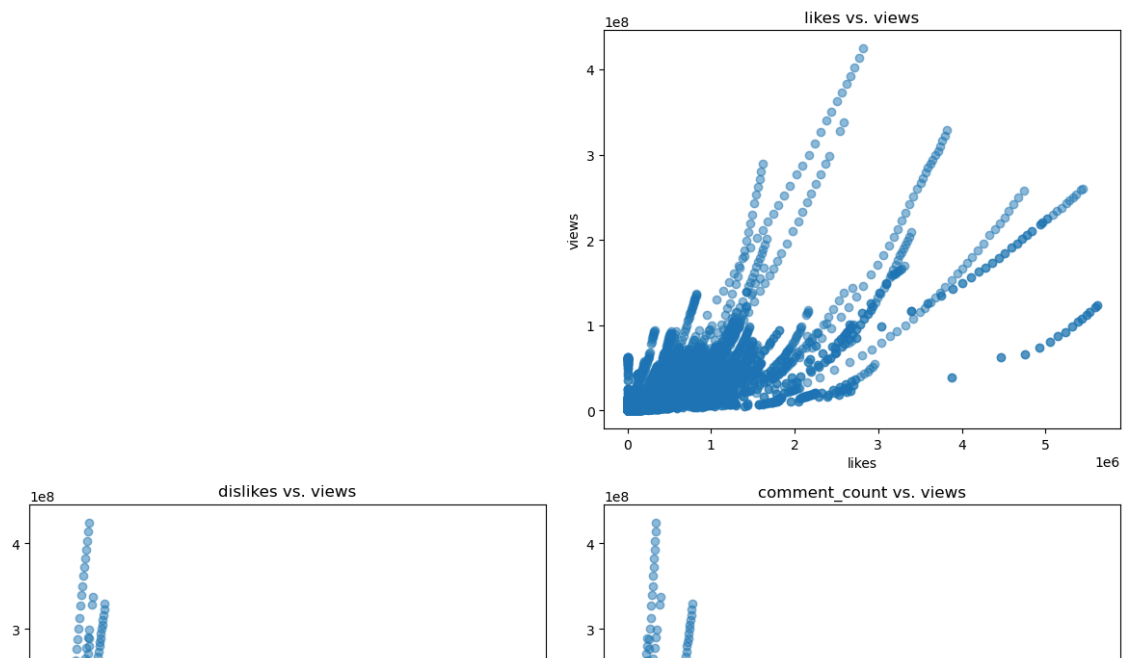 likes vs. views
1e8
4
3
2
1
0
views
0 1 2 3 4 5
likes
1e6
dislikes vs. views
1e8
4
3
comment_count vs. views
1e8
4
3